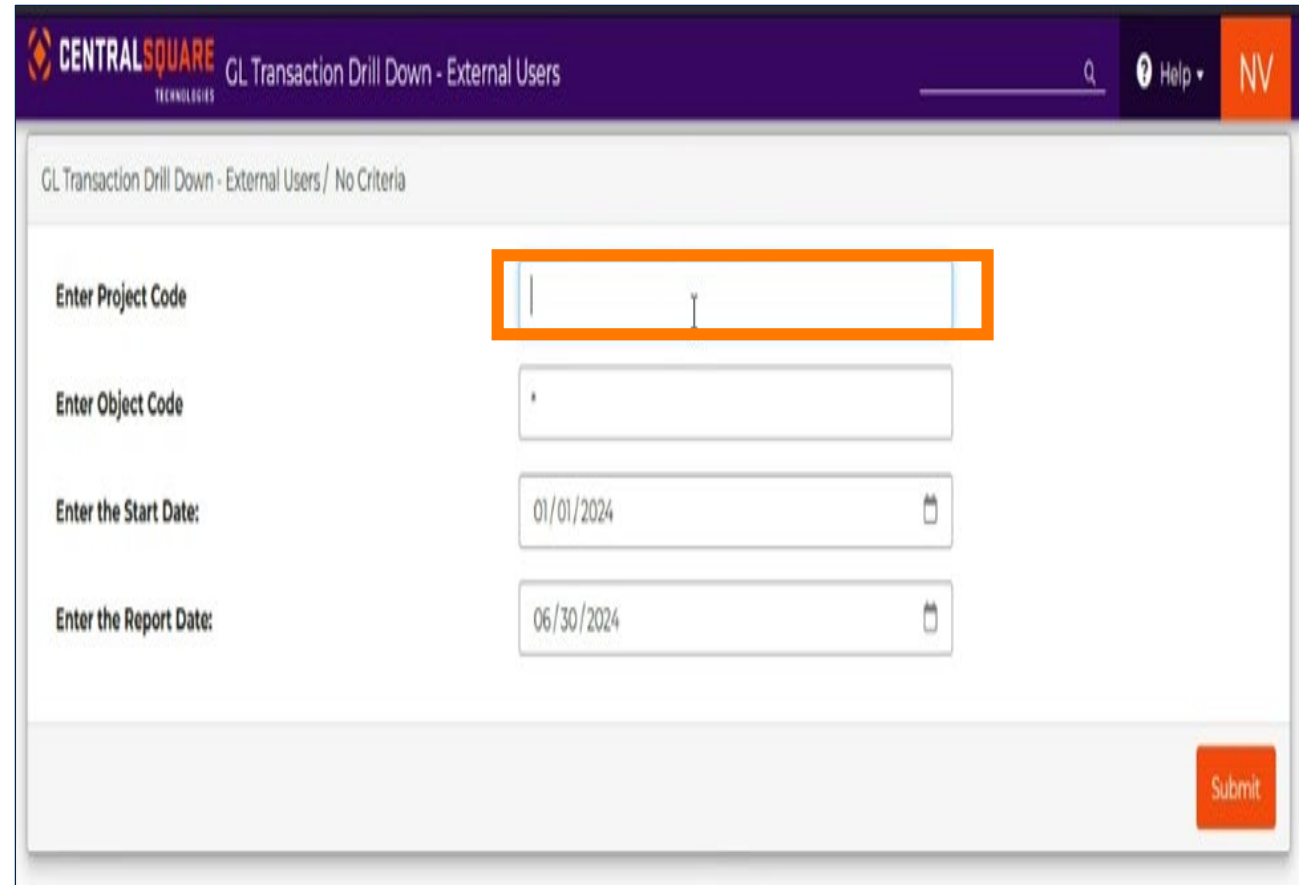 CENTRALSQUARE
TECHNOLOGIES
GL Transaction Drill Down - External Users
? Help
NV
GL Transaction Drill Down - External Users / No Criteria
Enter Project Code
Enter Object Code
*
Enter the Start Date:
01/01/2024
Enter the Report Date:
06/30/2024
Submit